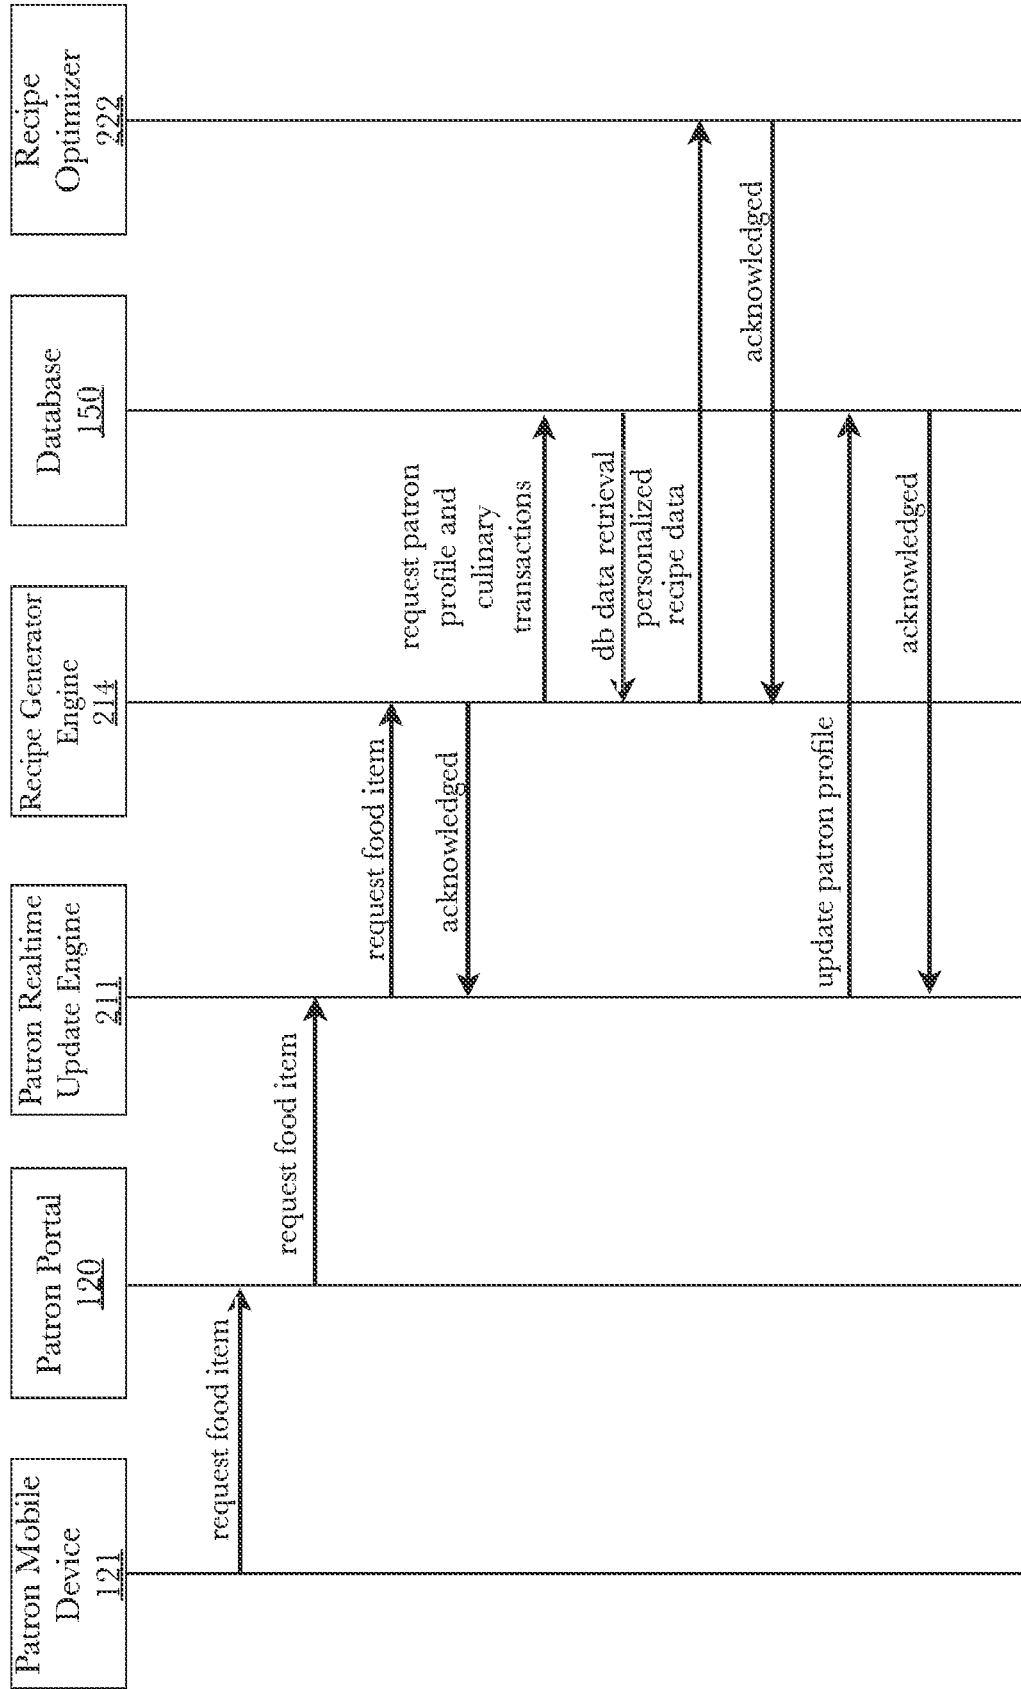 Patron Mobile
Device
121
Patron Portal
120
Patron Realtime
Update Engine
211
Recipe Generator
Engine
214
Database
150
Recipe
Optimizer
222
request food item
request food item
request food item
acknowledged
request patron
profile and
culinary
transactions
db data retrieval
personalized
recipe data
acknowledged
update patron profile
acknowledged